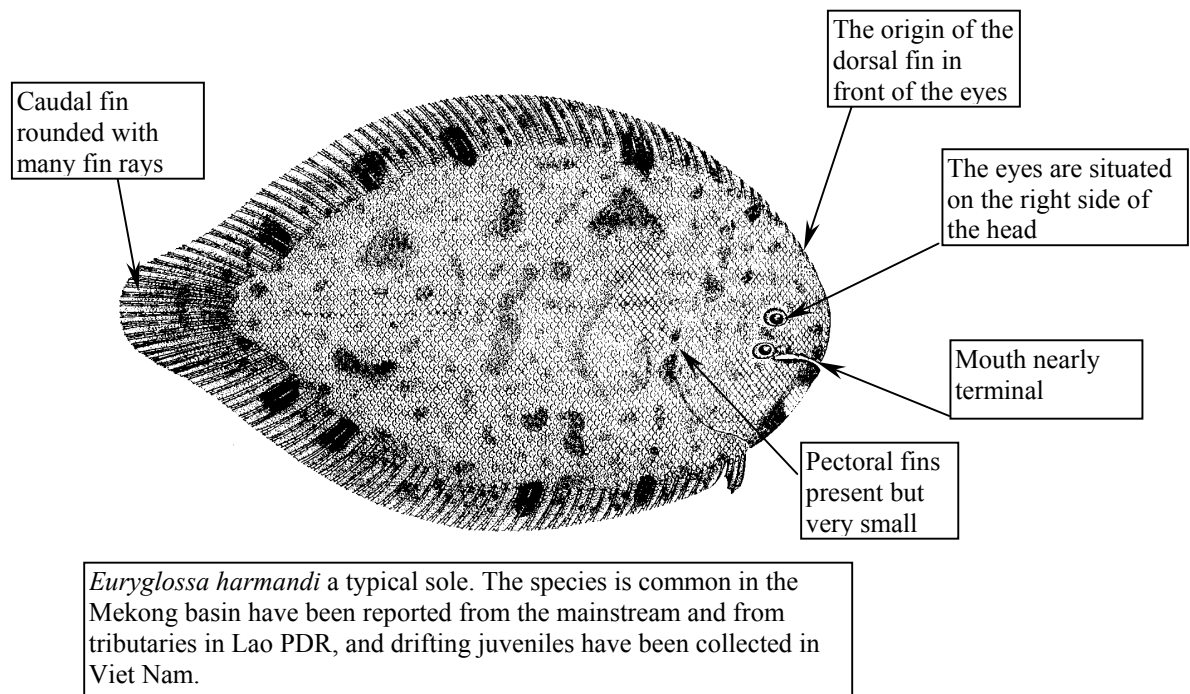 The origin of the
dorsal fin in
front of the eyes
Caudal fin
rounded with
many fin rays
The eyes are situated
on the right side of
the head
Mouth nearly
terminal
Pectoral fins
present but
very small
Euryglossa harmandi a typical sole. The species is common in the
Mekong basin have been reported from the mainstream and from
tributaries in Lao PDR, and drifting juveniles have been collected in
Viet Nam.